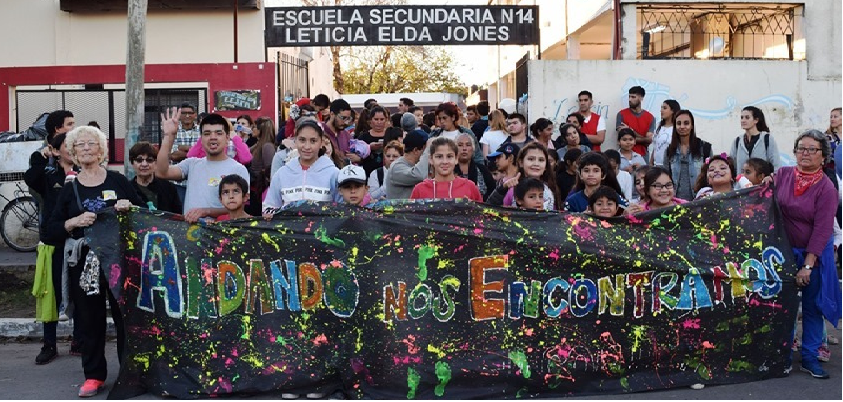 ESCUELA SECUNDARIA N14
LETICIA ELDA JONES
ANDANDO NOS ENCONTRAMOS